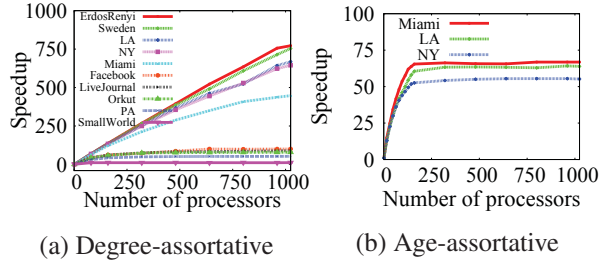 ErdosRenyi
Sweden
LA
NY
Miami
Facebook
LiveJournal
Orkut
PA
SmallWorld
Speedup
1000
750
500
250
0
0 250 500 750 1000
Number of processors
(a) Degree-assortative
Miami
LA
NY
Speedup
100
75
50
25
0
0 250 500 750 1000
Number of processors
(b) Age-assortative